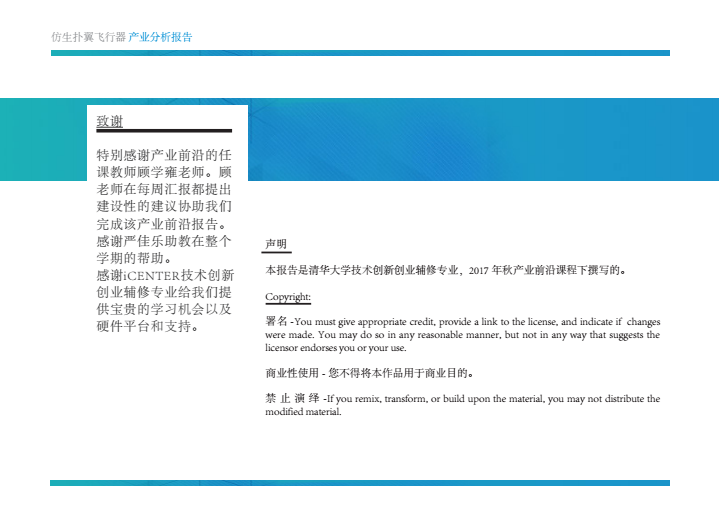 仿生扑翼飞行器 产业分析报告
致谢
特别感谢产业前沿的任
课教师顾学雍老师。顾
老师在每周汇报都提出
建设性的建议协助我们
完成该产业前沿报告。
感谢严佳乐助教在整个
学期的帮助。
感谢iCENTER技术创新
创业辅修专业给我们提
供宝贵的学习机会以及
硬件平台和支持。
声明
本报告是清华大学技术创新创业辅修专业，2017 年秋产业前沿课程下撰写的。
Copyright:
署名 -You must give appropriate credit, provide a link to the license, and indicate if changes
were made. You may do so in any reasonable manner, but not in any way that suggests the
licensor endorses you or your use.
商业性使用 - 您不得将本作品用于商业目的。
禁 止 演 绎 -If you remix, transform, or build upon the material, you may not distribute the
modified material.